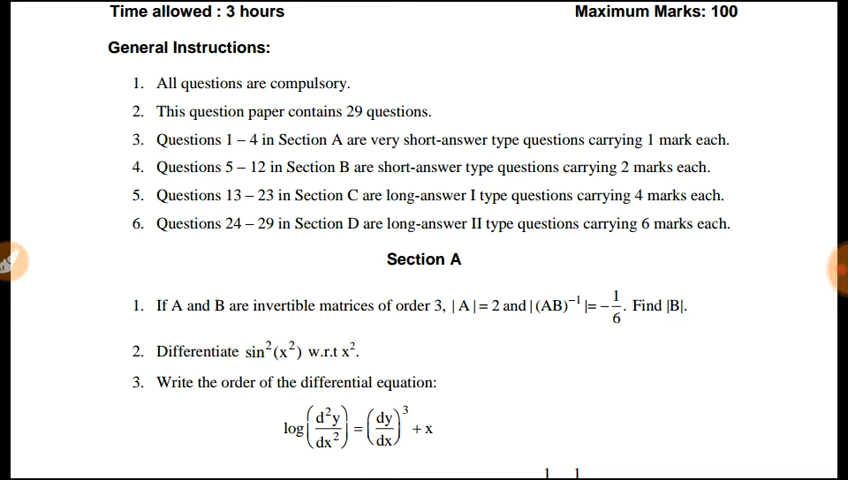 Time allowed : 3 hours Maximum Marks: 100
General Instructions:
1. All questions are compulsory.
2. This question paper contains 29 questions.
3. Questions 1 – 4 in Section A are very short-answer type questions carrying 1 mark each.
4. Questions 5 – 12 in Section B are short-answer type questions carrying 2 marks each.
5. Questions 13 – 23 in Section C are long-answer I type questions carrying 4 marks each.
6. Questions 24 – 29 in Section D are long-answer II type questions carrying 6 marks each.
Section A
1. If A and B are invertible matrices of order 3, |A|= 2 and |(AB)⁻¹|= –1/6. Find |B|.
2. Differentiate sin²(x²) w.r.t x².
3. Write the order of the differential equation:
log(d²y/dx²) = (dy/dx)³ + x
1 1